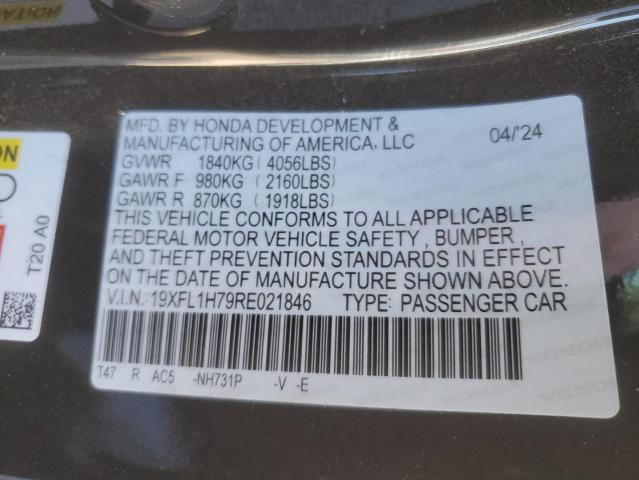 MFD. BY HONDA DEVELOPMENT &
MANUFACTURING OF AMERICA, LLC 04/'24
GVWR 1840KG ( 4056LBS)
GAWR F 980KG ( 2160LBS)
GAWR R 870KG ( 1918LBS)
THIS VEHICLE CONFORMS TO ALL APPLICABLE
FEDERAL MOTOR VEHICLE SAFETY , BUMPER ,
AND THEFT PREVENTION STANDARDS IN EFFECT
ON THE DATE OF MANUFACTURE SHOWN ABOVE.
V.I.N.: 19XFL1H79RE021846 TYPE: PASSENGER CAR
T47 R AC5 -NH731P -V -E
T20 A0